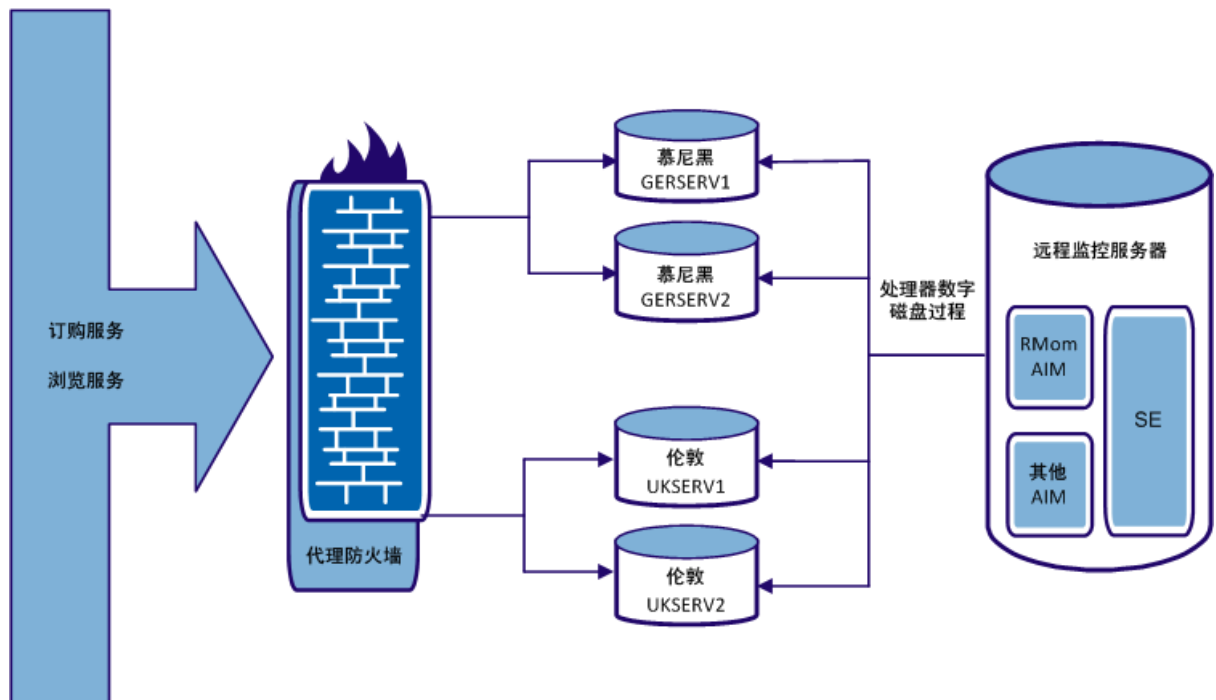 订购服务
浏览服务
代理防火墙
慕尼黑
GERSERV1
慕尼黑
GERSERV2
伦敦
UKSERV1
伦敦
UKSERV2
处理器数字
磁盘过程
远程监控服务器
RMom
AIM
其他
AIM
SE